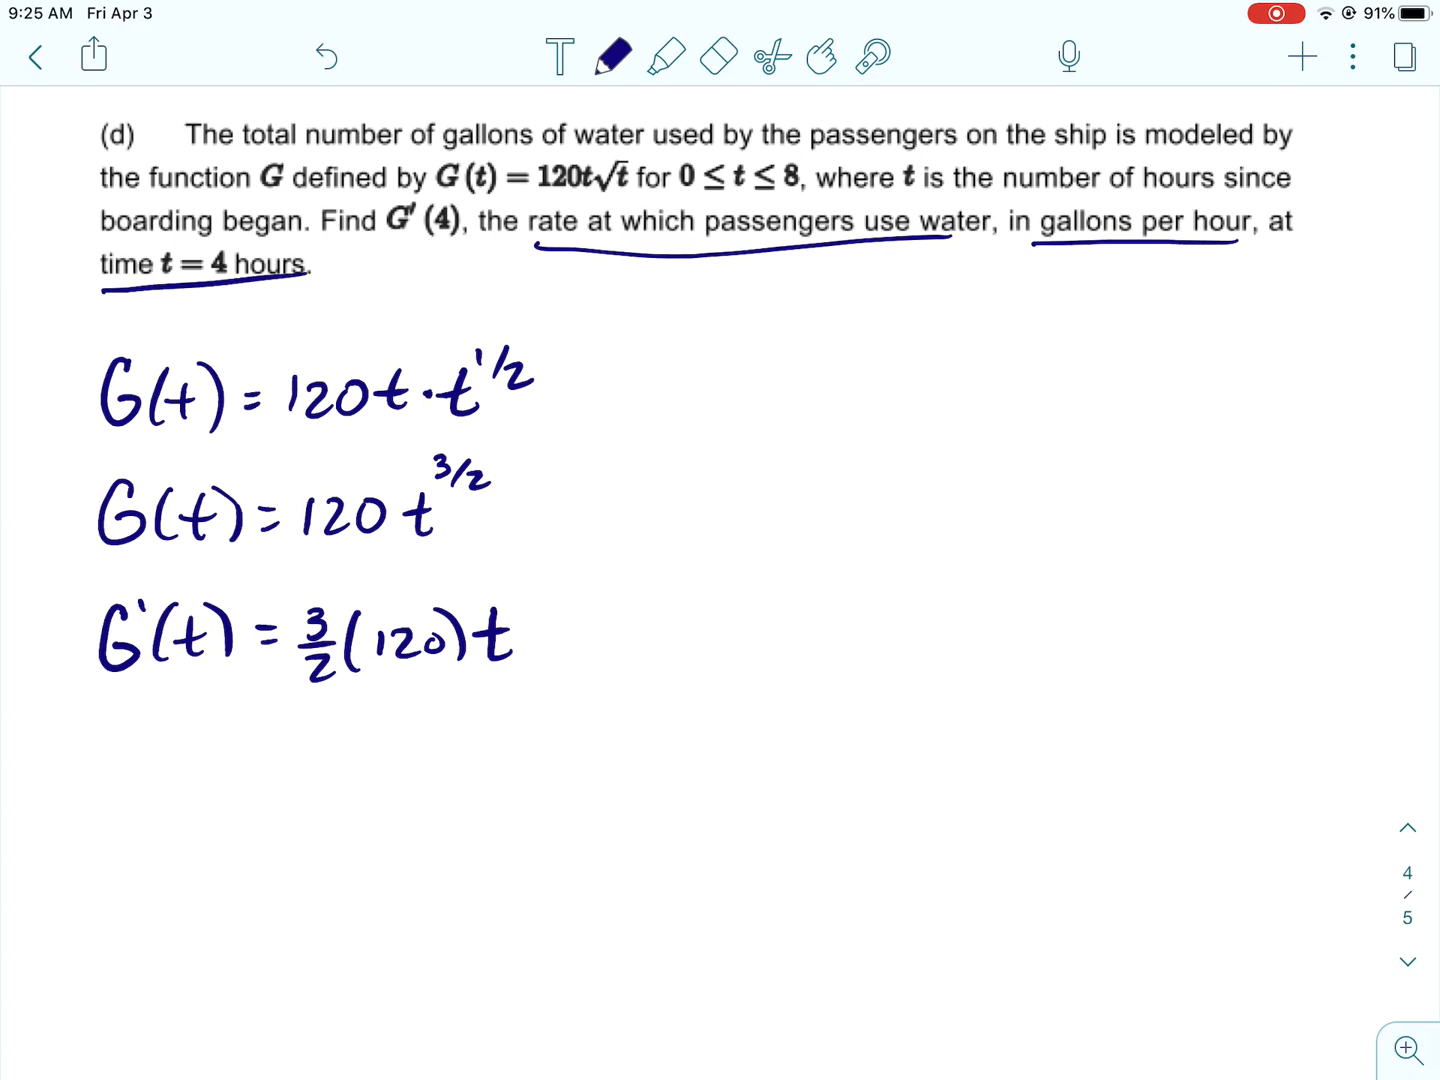 9:25 AM Fri Apr 3
91%
(d) The total number of gallons of water used by the passengers on the ship is modeled by
the function G defined by G (t) = 120t√t for 0 ≤ t ≤ 8, where t is the number of hours since
boarding began. Find G′ (4), the rate at which passengers use water, in gallons per hour, at
time t = 4 hours.
G(t) = 120t · t^1/2
G(t) = 120 t^3/2
G'(t) = 3/2 (120) t
4
/
5